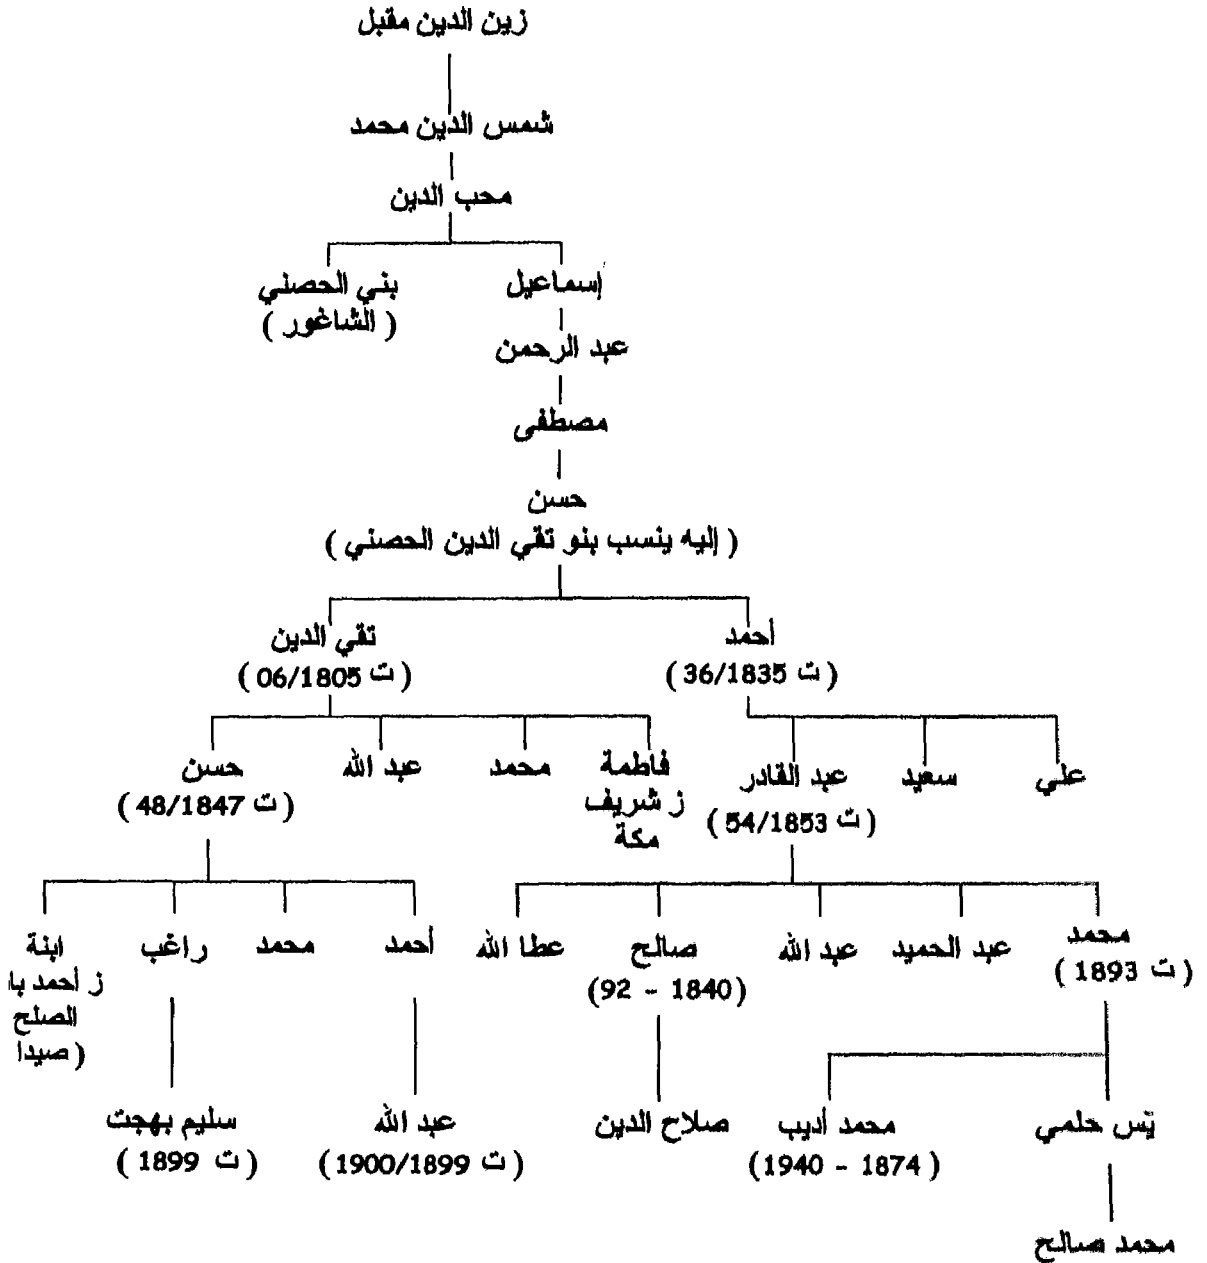 زين الدين مقبل
شمس الدين محمد
محب الدين
إسماعيل
بني الحصني
( الشاغور )
عبد الرحمن
مصطفى
حسن
( إليه ينسب بنو تقي الدين الحصني )
أحمد
( ت 36/1835 )
تقي الدين
( ت 06/1805 )
علي
سعيد
عبد القادر
( ت 54/1853 )
فاطمة
ز شريف
مكة
محمد
عبد الله
حسن
( ت 48/1847 )
محمد
( ت 1893 )
عبد الحميد
عبد الله
صالح
(1840 - 92)
عطا الله
أحمد
محمد
راغب
ابنة
ز أحمد با
الصلح
( صيدا
يٓس حلمي
محمد أديب
( 1874 - 1940)
صلاح الدين
عبد الله
( ت 1900/1899)
سليم بهجت
( ت 1899 )
محمد صالح